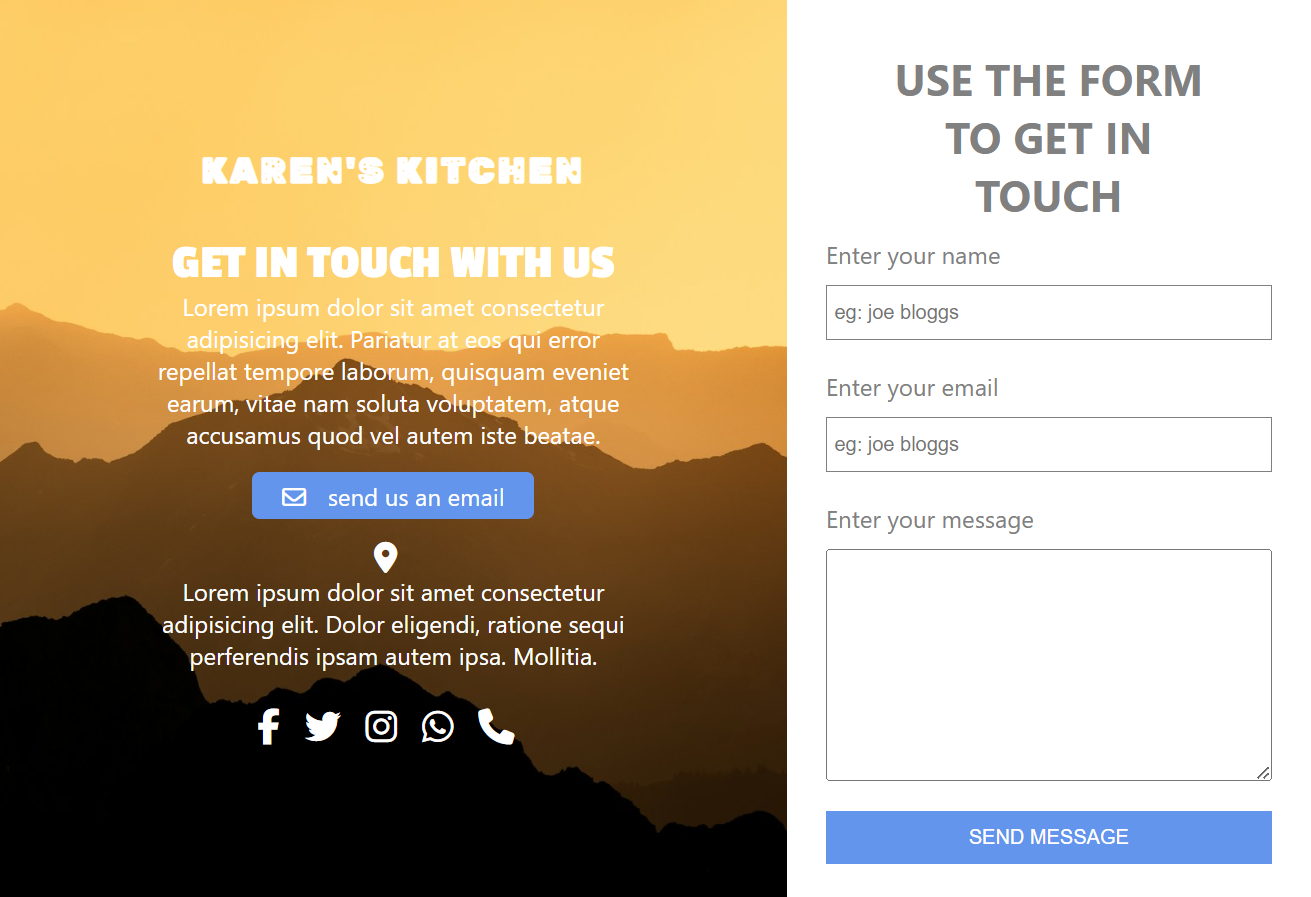 KAREN'S KITCHEN
GET IN TOUCH WITH US
Lorem ipsum dolor sit amet consectetur
adipisicing elit. Pariatur at eos qui error
repellat tempore laborum, quisquam eveniet
earum, vitae nam soluta voluptatem, atque
accusamus quod vel autem iste beatae.
send us an email
Lorem ipsum dolor sit amet consectetur
adipisicing elit. Dolor eligendi, ratione sequi
perferendis ipsam autem ipsa. Mollitia.
USE THE FORM
TO GET IN
TOUCH
Enter your name
eg: joe bloggs
Enter your email
eg: joe bloggs
Enter your message
SEND MESSAGE